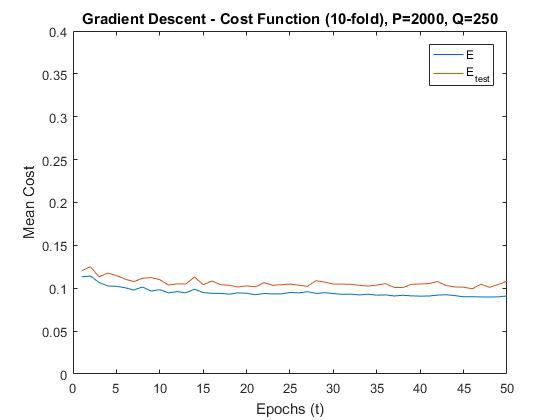 Gradient Descent - Cost Function (10-fold), P=2000, Q=250
0.4
0.35
0.3
0.25
0.2
0.15
0.1
0.05
0
Mean Cost
E
E_test
0 5 10 15 20 25 30 35 40 45 50
Epochs (t)